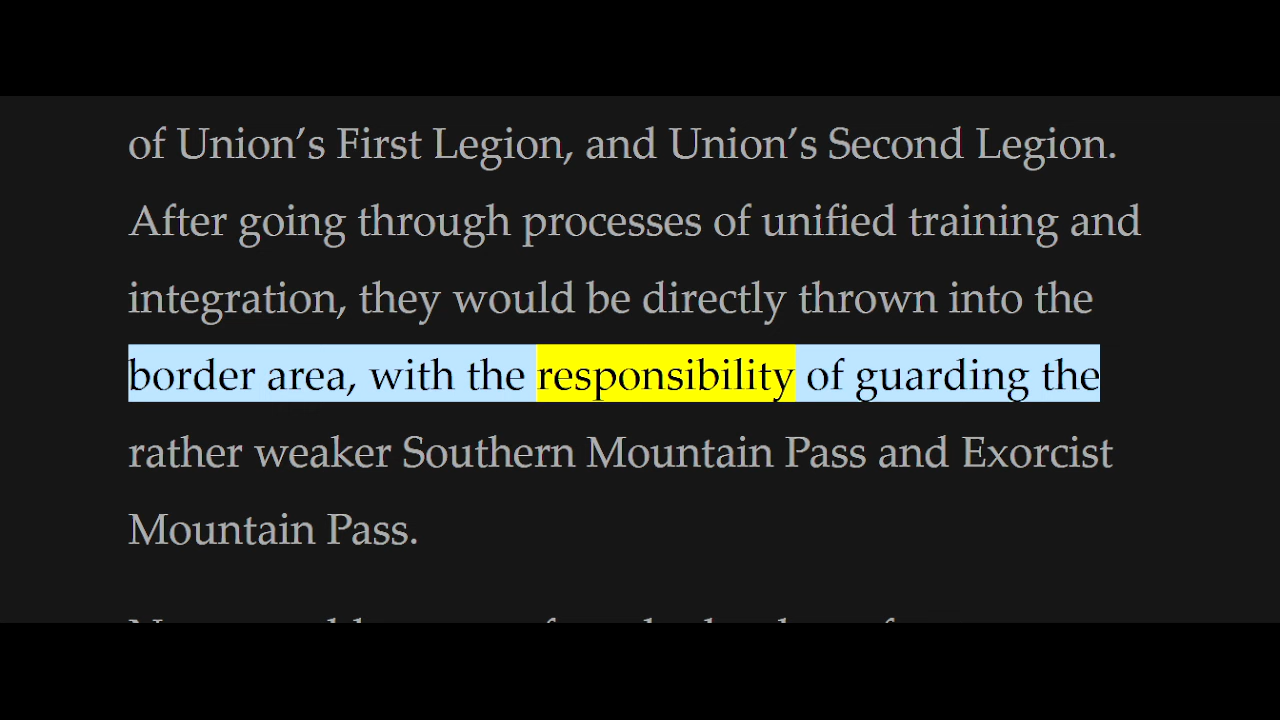 of Union’s First Legion, and Union’s Second Legion.
After going through processes of unified training and
integration, they would be directly thrown into the
border area, with the responsibility of guarding the
rather weaker Southern Mountain Pass and Exorcist
Mountain Pass.